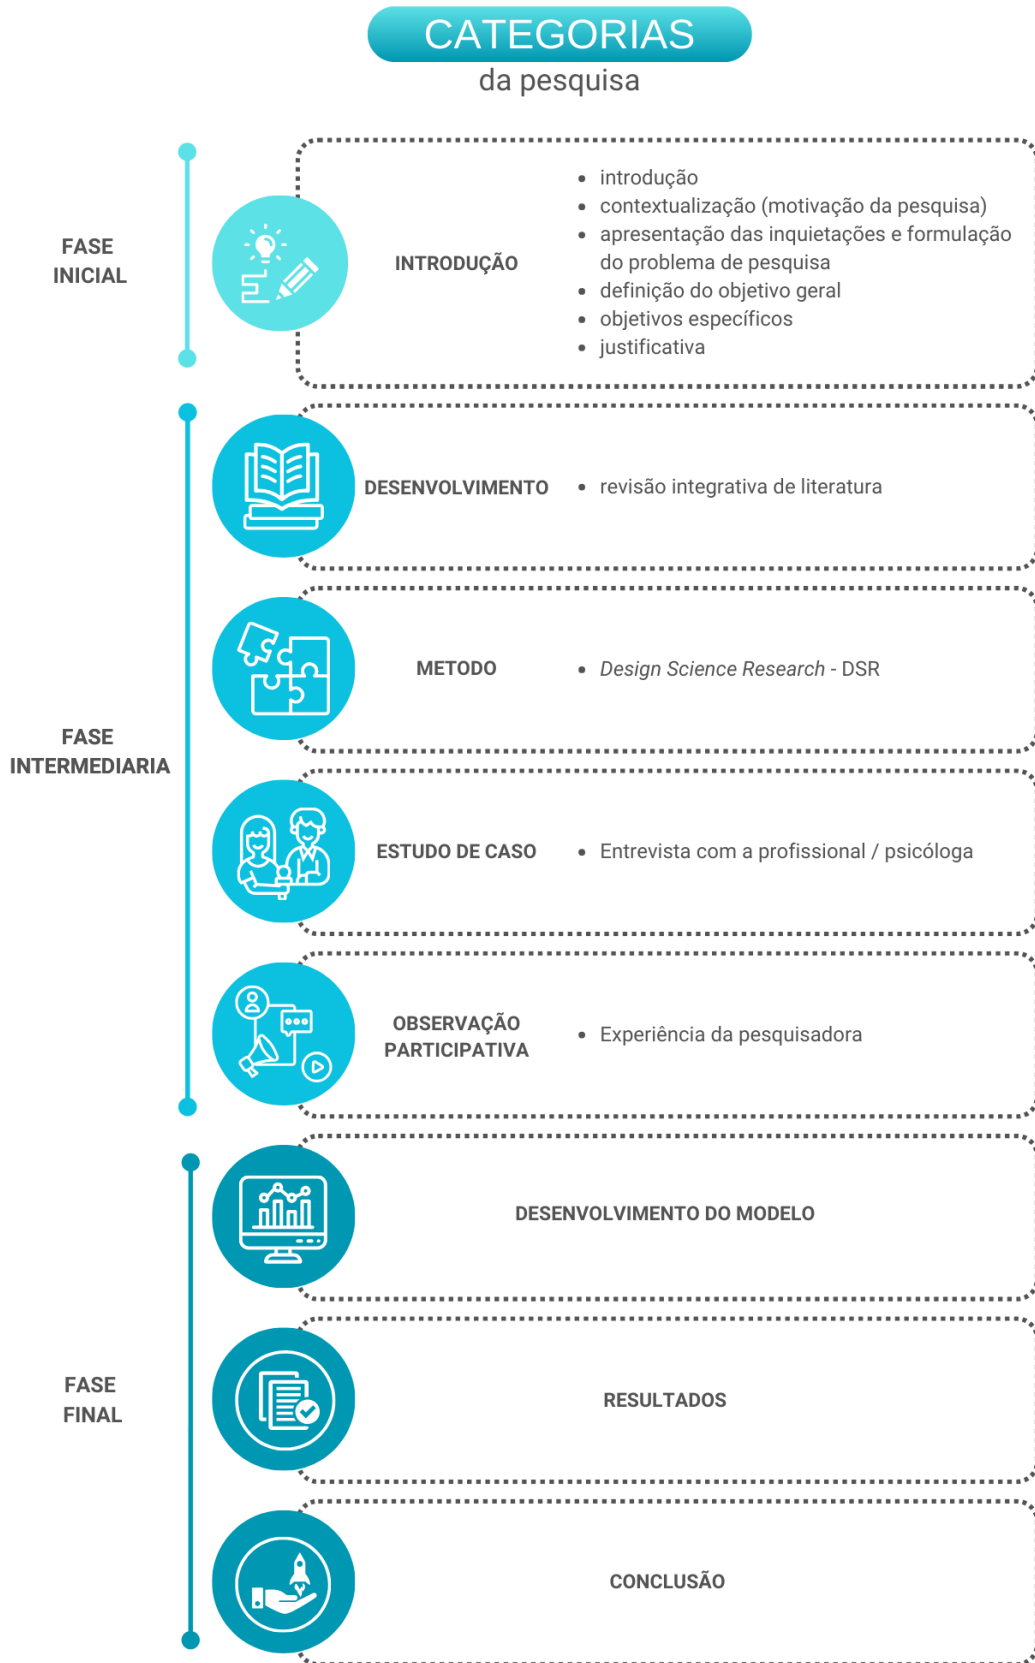 CATEGORIAS
da pesquisa
FASE
INICIAL
INTRODUÇÃO
• introdução
• contextualização (motivação da pesquisa)
• apresentação das inquietações e formulação
do problema de pesquisa
• definição do objetivo geral
• objetivos específicos
• justificativa
FASE
INTERMEDIARIA
DESENVOLVIMENTO
• revisão integrativa de literatura
METODO
• Design Science Research - DSR
ESTUDO DE CASO
• Entrevista com a profissional / psicóloga
OBSERVAÇÃO
PARTICIPATIVA
• Experiência da pesquisadora
FASE
FINAL
DESENVOLVIMENTO DO MODELO
RESULTADOS
CONCLUSÃO